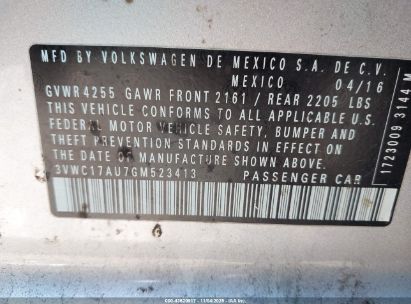 MFD BY VOLKSWAGEN DE MEXICO S.A. DE C.V.
MEXICO 04/16
GVWR 4255 GAWR FRONT 2161 / REAR 2205 LBS
THIS VEHICLE CONFORMS TO ALL APPLICABLE U.S.
FEDERAL MOTOR VEHICLE SAFETY, BUMPER AND
THEFT PREVENTION STANDARDS IN EFFECT ON THE
DATE OF MANUFACTURE SHOWN ABOVE
3VWC17AU7GM523413 PASSENGER CAR
1723009 3144 M